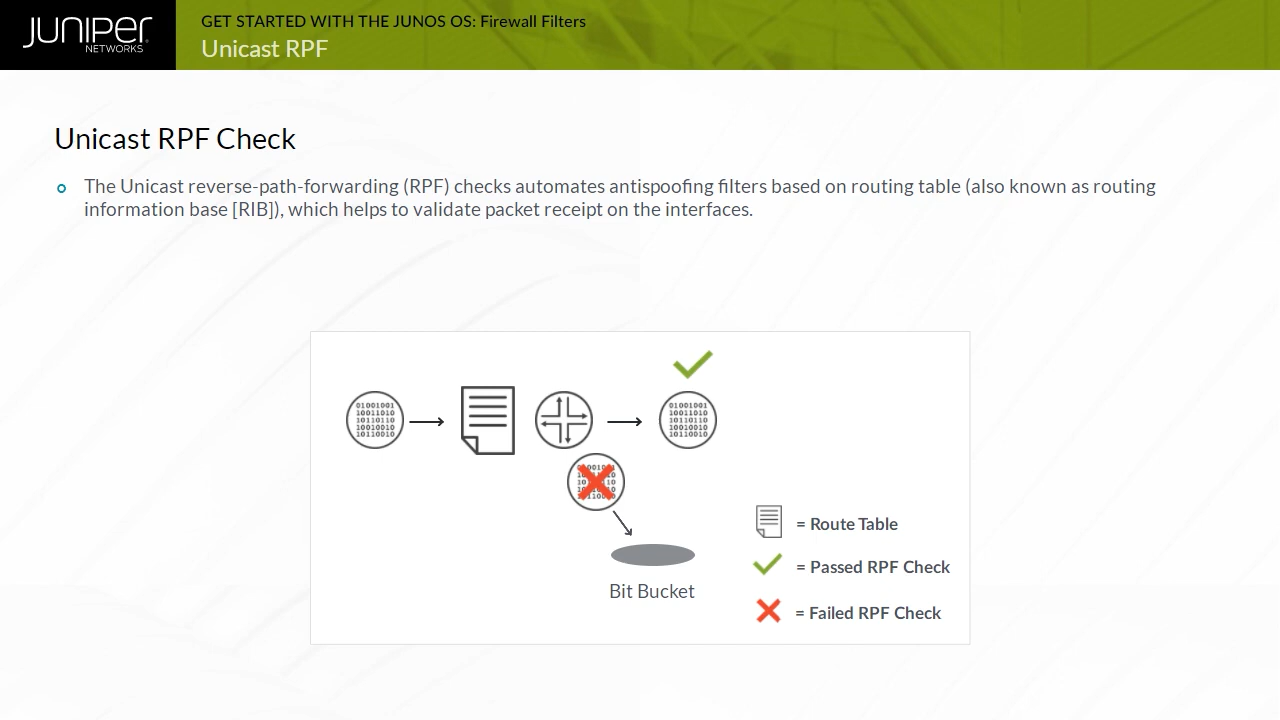 JUNIPER
NETWORKS
GET STARTED WITH THE JUNOS OS: Firewall Filters
Unicast RPF
Unicast RPF Check
The Unicast reverse-path-forwarding (RPF) checks automates antispoofing filters based on routing table (also known as routing
information base [RIB]), which helps to validate packet receipt on the interfaces.
01001001
10011010
10110110
10010010
10110010
01001001
10011010
10110110
10010010
10110010
Bit Bucket
= Route Table
= Passed RPF Check
= Failed RPF Check